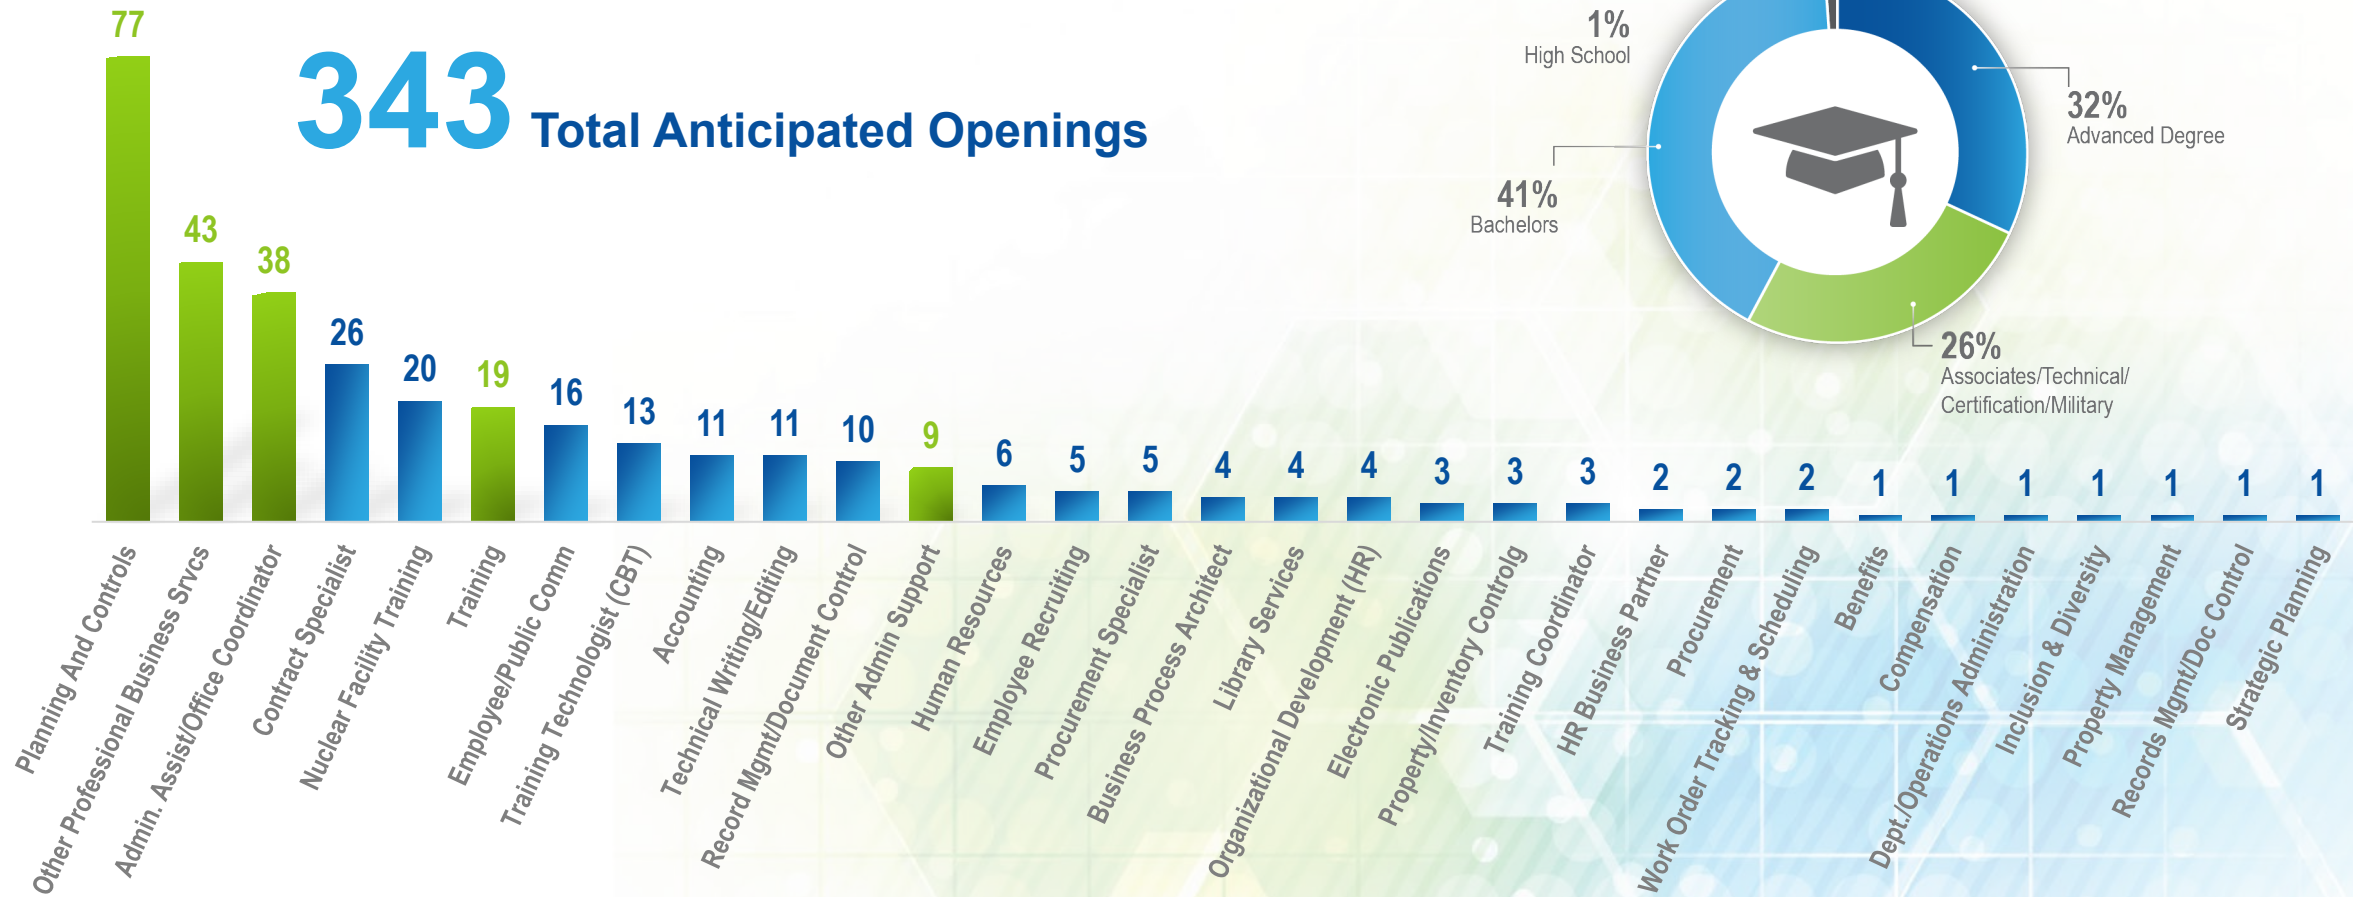 77
43
38
26
20
19
16
13
11
11
10
9
6
5
5
4
4
4
3
3
3
2
2
2
1
1
1
1
1
1
1
343 Total Anticipated Openings
1%
High School
32%
Advanced Degree
41%
Bachelors
26%
Associates/Technical/
Certification/Military
Planning And Controls
Other Professional Business Srvcs
Admin. Assist/Office Coordinator
Contract Specialist
Nuclear Facility Training
Training
Employee/Public Comm
Training Technologist (CBT)
Accounting
Technical Writing/Editing
Record Mgmt/Document Control
Other Admin Support
Human Resources
Employee Recruiting
Procurement Specialist
Business Process Architect
Library Services
Organizational Development (HR)
Electronic Publications
Property/Inventory Controlg
Training Coordinator
HR Business Partner
Procurement
Work Order Tracking & Scheduling
Benefits
Compensation
Dept./Operations Administration
Inclusion & Diversity
Property Management
Records Mgmt/Doc Control
Strategic Planning